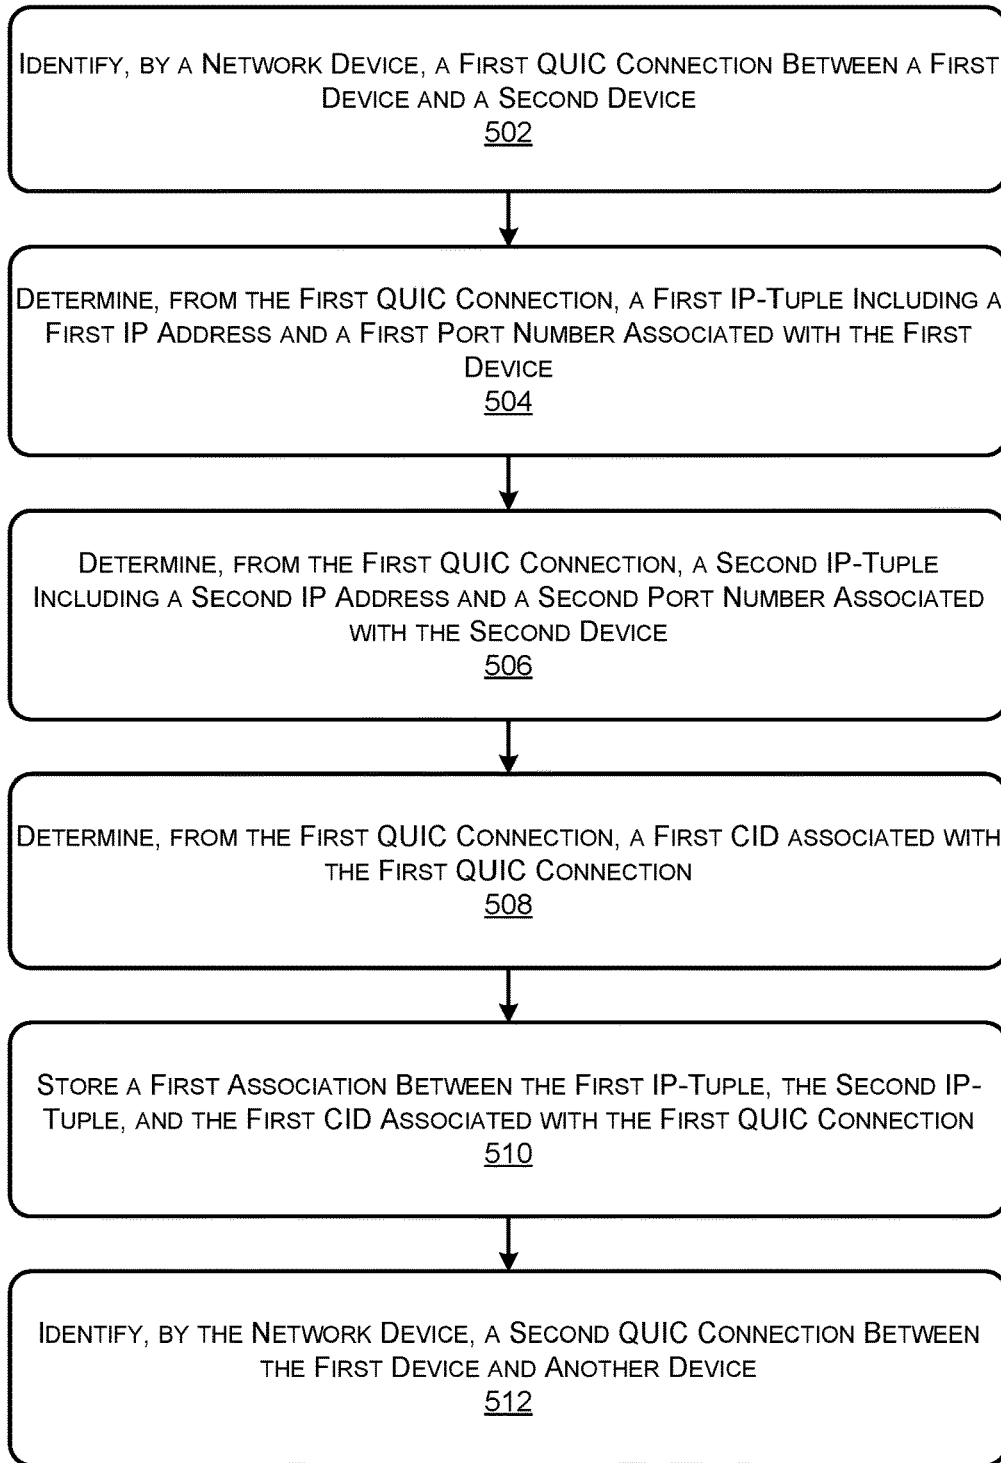 IDENTIFY, BY A NETWORK DEVICE, A FIRST QUIC CONNECTION BETWEEN A FIRST
DEVICE AND A SECOND DEVICE
502
DETERMINE, FROM THE FIRST QUIC CONNECTION, A FIRST IP-TUPLE INCLUDING A
FIRST IP ADDRESS AND A FIRST PORT NUMBER ASSOCIATED WITH THE FIRST
DEVICE
504
DETERMINE, FROM THE FIRST QUIC CONNECTION, A SECOND IP-TUPLE
INCLUDING A SECOND IP ADDRESS AND A SECOND PORT NUMBER ASSOCIATED
WITH THE SECOND DEVICE
506
DETERMINE, FROM THE FIRST QUIC CONNECTION, A FIRST CID ASSOCIATED WITH
THE FIRST QUIC CONNECTION
508
STORE A FIRST ASSOCIATION BETWEEN THE FIRST IP-TUPLE, THE SECOND IP-
TUPLE, AND THE FIRST CID ASSOCIATED WITH THE FIRST QUIC CONNECTION
510
IDENTIFY, BY THE NETWORK DEVICE, A SECOND QUIC CONNECTION BETWEEN
THE FIRST DEVICE AND ANOTHER DEVICE
512